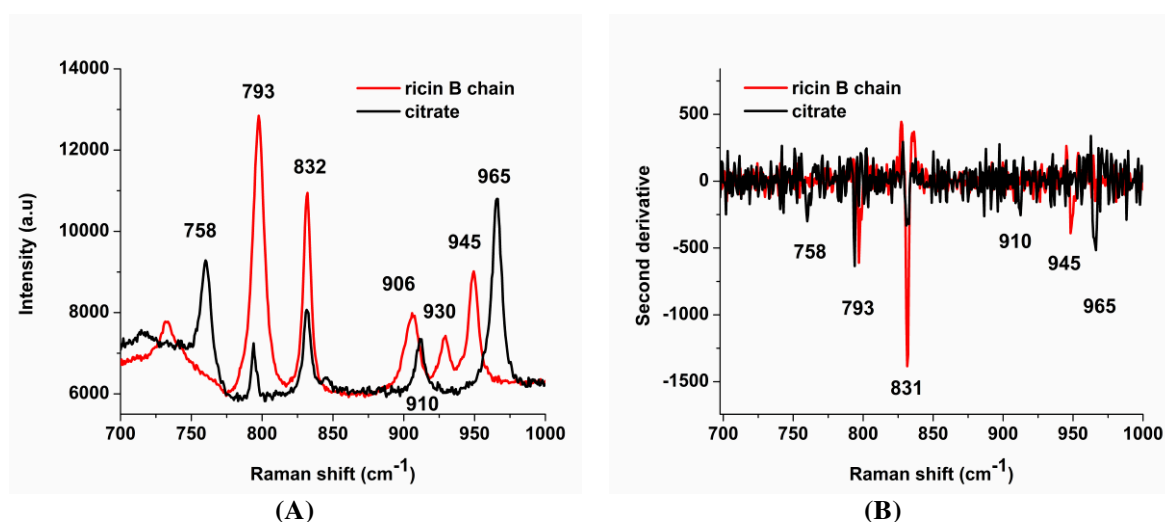 14000
12000
10000
8000
6000
Intensity (a.u)
793
832
965
758
945
906
930
910
ricin B chain
citrate
700 750 800 850 900 950 1000
Raman shift (cm-1)
(A)
500
0
-500
-1000
-1500
Second derivative
ricin B chain
citrate
758
793
831
910
945
965
700 750 800 850 900 950 1000
Raman shift (cm-1)
(B)